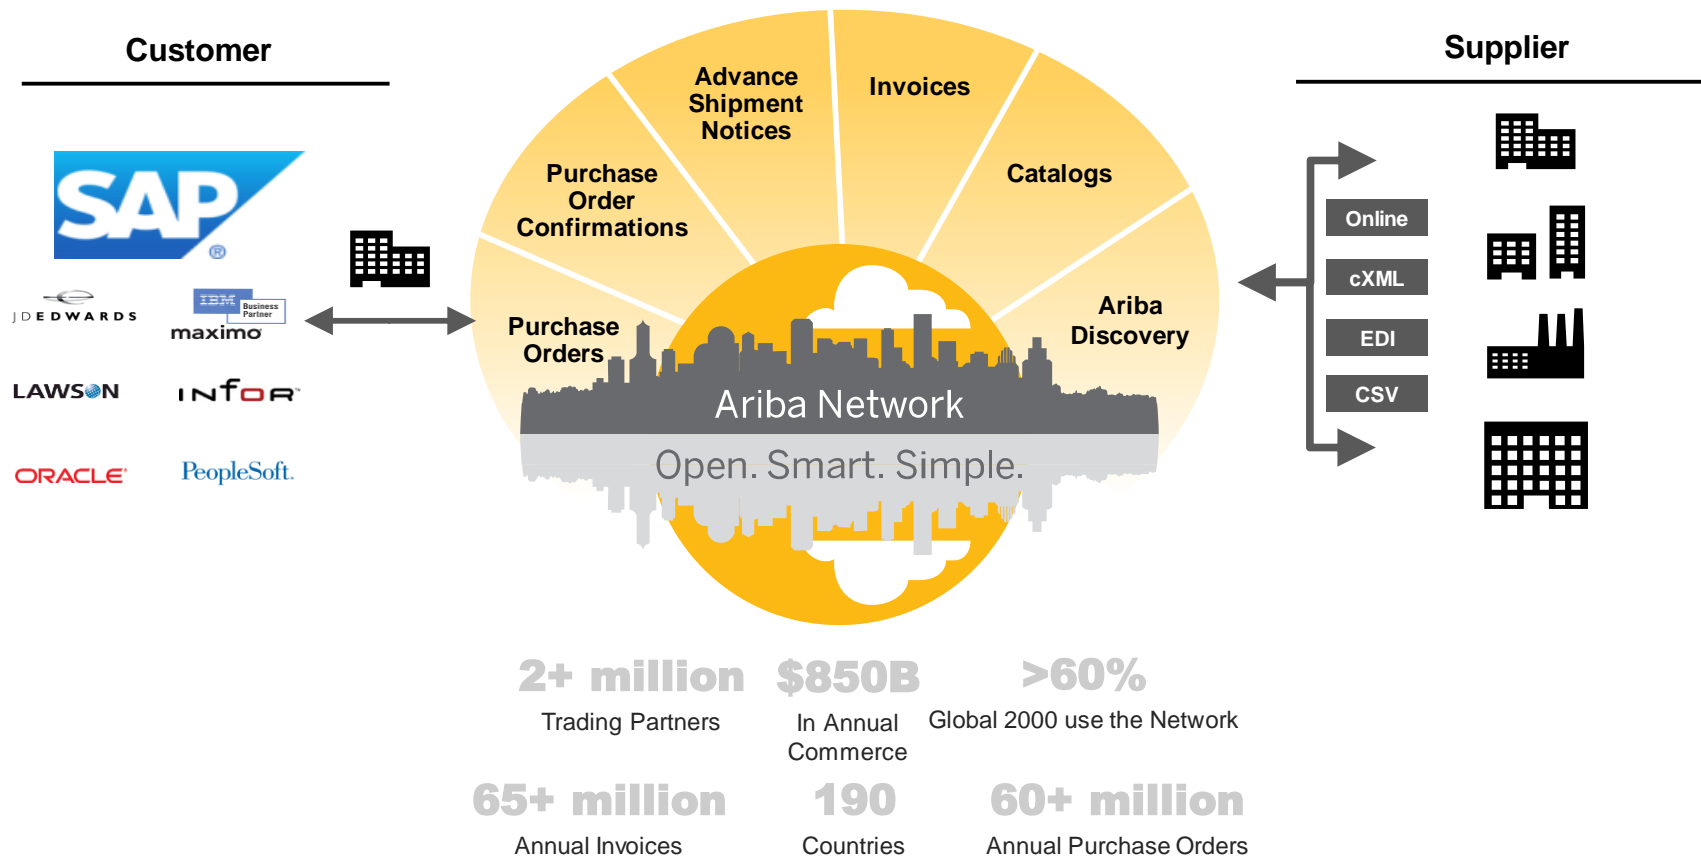 Customer
Supplier
SAP
®
JDEDWARDS
IBM
Business
Partner
maximo
LAWSON
INFOR™
ORACLE®
PeopleSoft.
Purchase
Orders
Purchase
Order
Confirmations
Advance
Shipment
Notices
Invoices
Catalogs
Ariba
Discovery
Ariba Network
Open. Smart. Simple.
Online
cXML
EDI
CSV
2+ million
Trading Partners
$850B
In Annual
Commerce
>60%
Global 2000 use the Network
65+ million
Annual Invoices
190
Countries
60+ million
Annual Purchase Orders